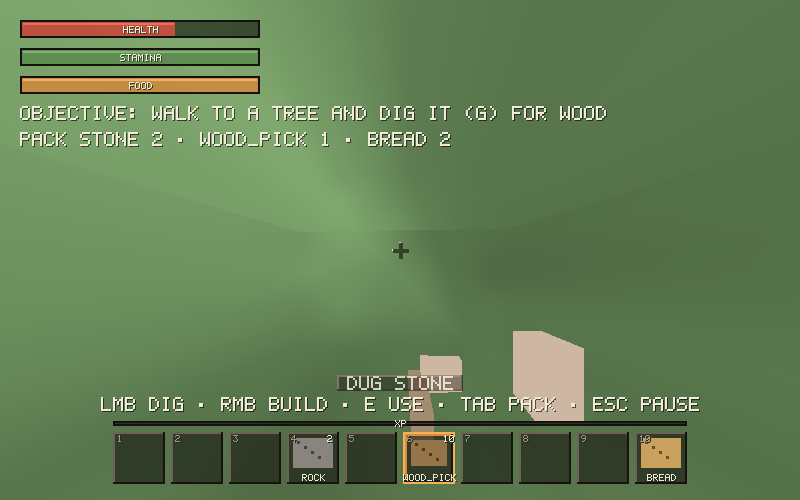 HEALTH
STAMINA
FOOD
OBJECTIVE: WALK TO A TREE AND DIG IT (G) FOR WOOD
PACK STONE 2 · WOOD_PICK 1 · BREAD 2
DUG STONE
LMB DIG · RMB BUILD · E USE · TAB PACK · ESC PAUSE
XP
1 2 3 4 2 5 6 10 7 8 9 10
ROCK WOOD_PICK BREAD